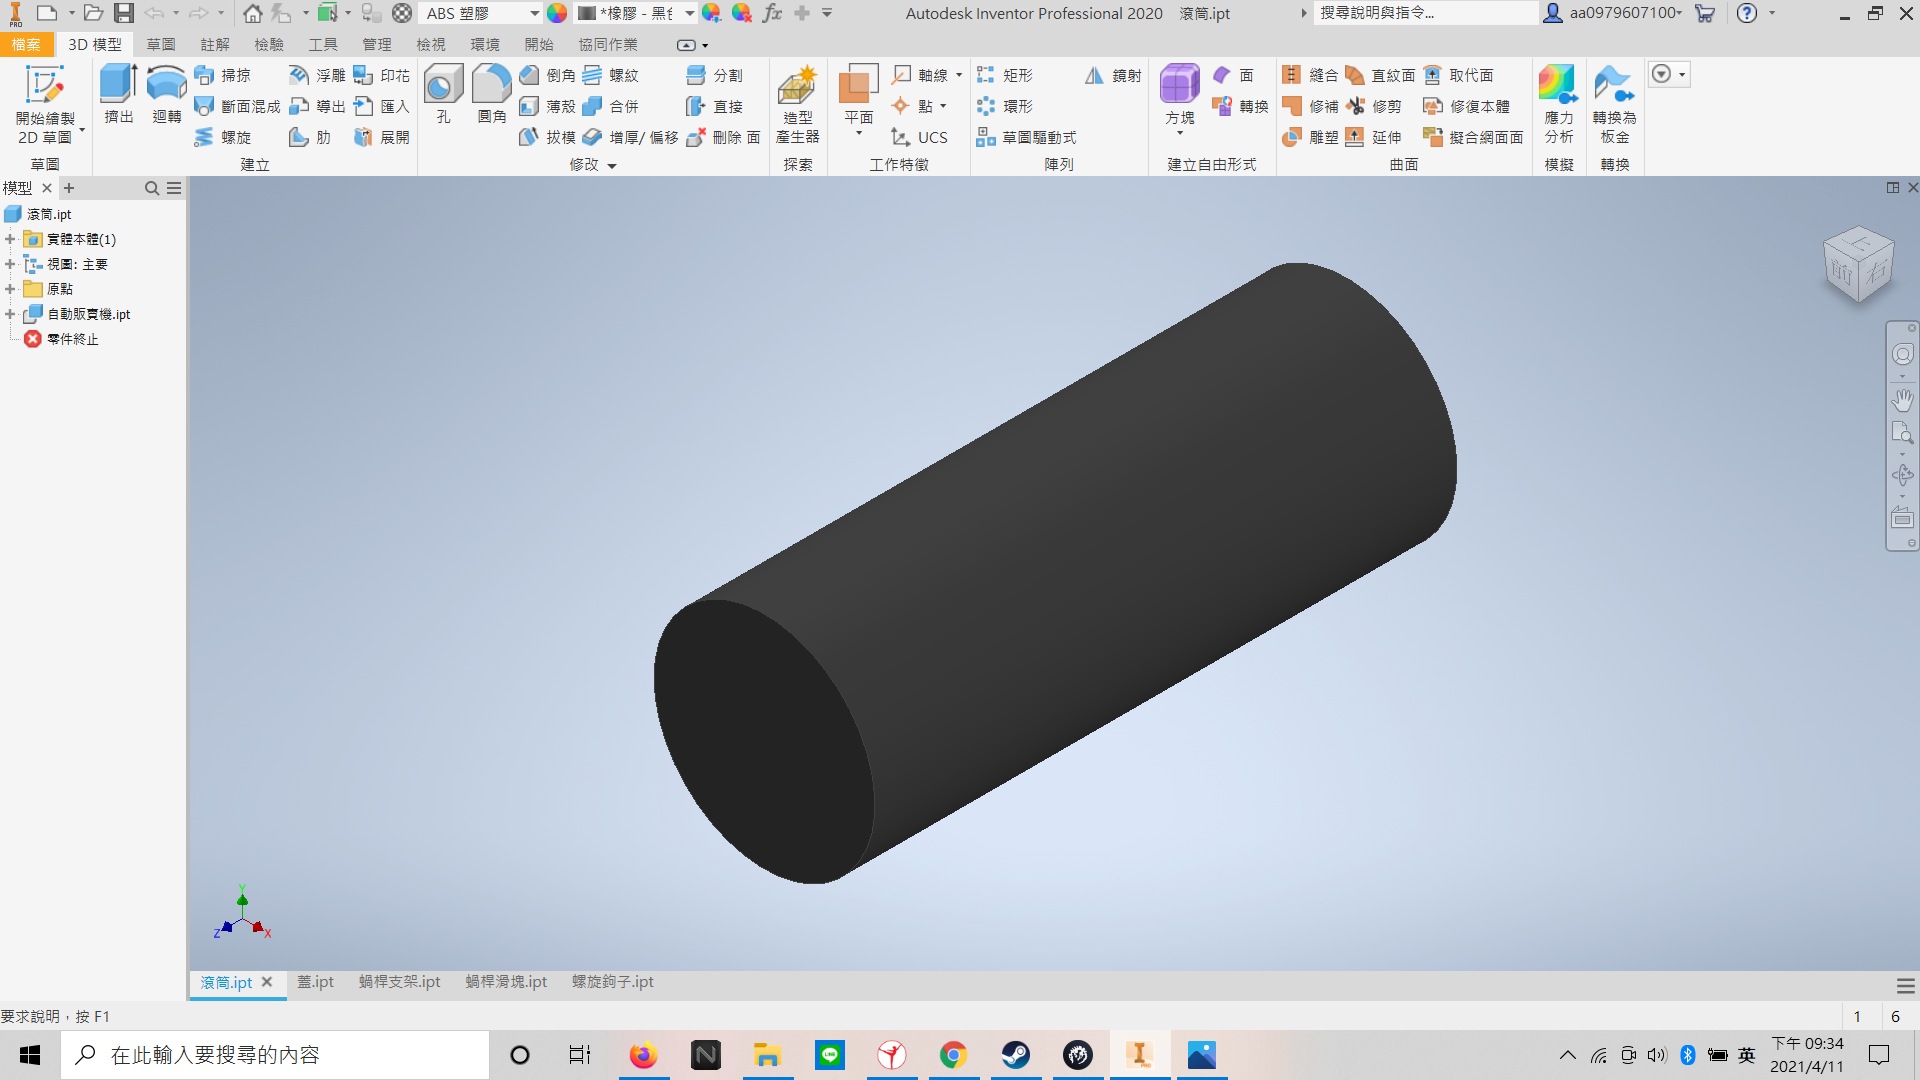 PRO ABS 塑膠 *橡膠 - 黑色 fx Autodesk Inventor Professional 2020 滾筒.ipt 搜尋說明與指令... aa0979607100
檔案 3D 模型 草圖 註解 檢驗 工具 管理 檢視 環境 開始 協同作業
開始繪製 2D 草圖
草圖
擠出 迴轉
掃掠 浮雕 印花
斷面混成 導出 匯入
螺旋 肋 展開
建立
孔 圓角
倒角 螺紋 分割
薄殼 合併 直接
拔模 增厚/ 偏移 刪除 面
修改
造型 產生器
探索
平面
軸線
點
UCS
工作特徵
矩形 鏡射
環形
草圖驅動式
陣列
方塊
面
轉換
建立自由形式
縫合 直紋面 取代面
修補 修剪 修復本體
雕塑 延伸 擬合網面面
曲面
應力 分析
模擬
轉換為 板金
轉換
模型
滾筒.ipt
實體本體(1)
視圖: 主要
原點
自動販賣機.ipt
零件終止
上
前 右
Y
Z X
滾筒.ipt 蓋.ipt 蝸桿支架.ipt 蝸桿滑塊.ipt 螺旋鉤子.ipt
要求說明，按 F1 1 6
在此輸入要搜尋的內容 英 下午 09:34
2021/4/11